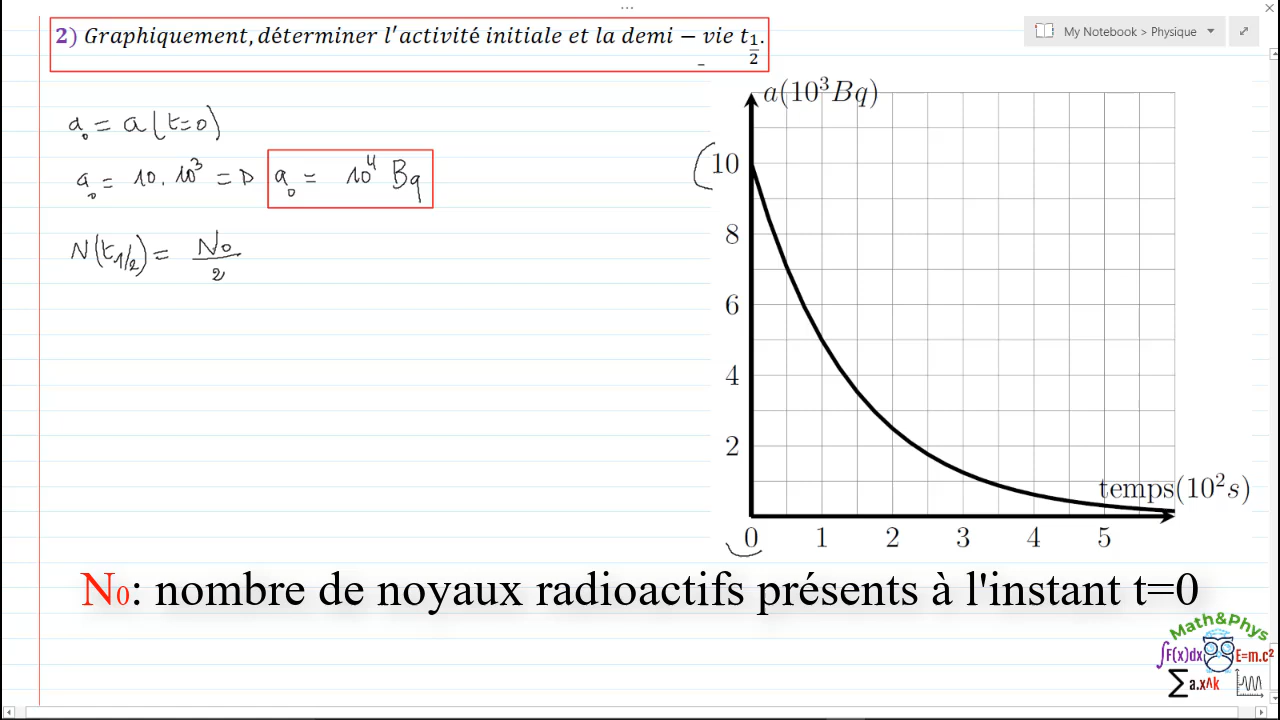 ...
My Notebook > Physique
2) Graphiquement, déterminer l'activité initiale et la demi − vie t 1/2.
a(10³Bq)
a₀ = a(t=0)
10
a₀ = 10.10³ => a₀ = 10⁴ Bq
8
N(t1/2) = N₀/2
6
4
2
temps(10²s)
0 1 2 3 4 5
N₀: nombre de noyaux radioactifs présents à l'instant t=0
Math&Phys
∫F(x)dx E=m.c²
∑ a.x^k